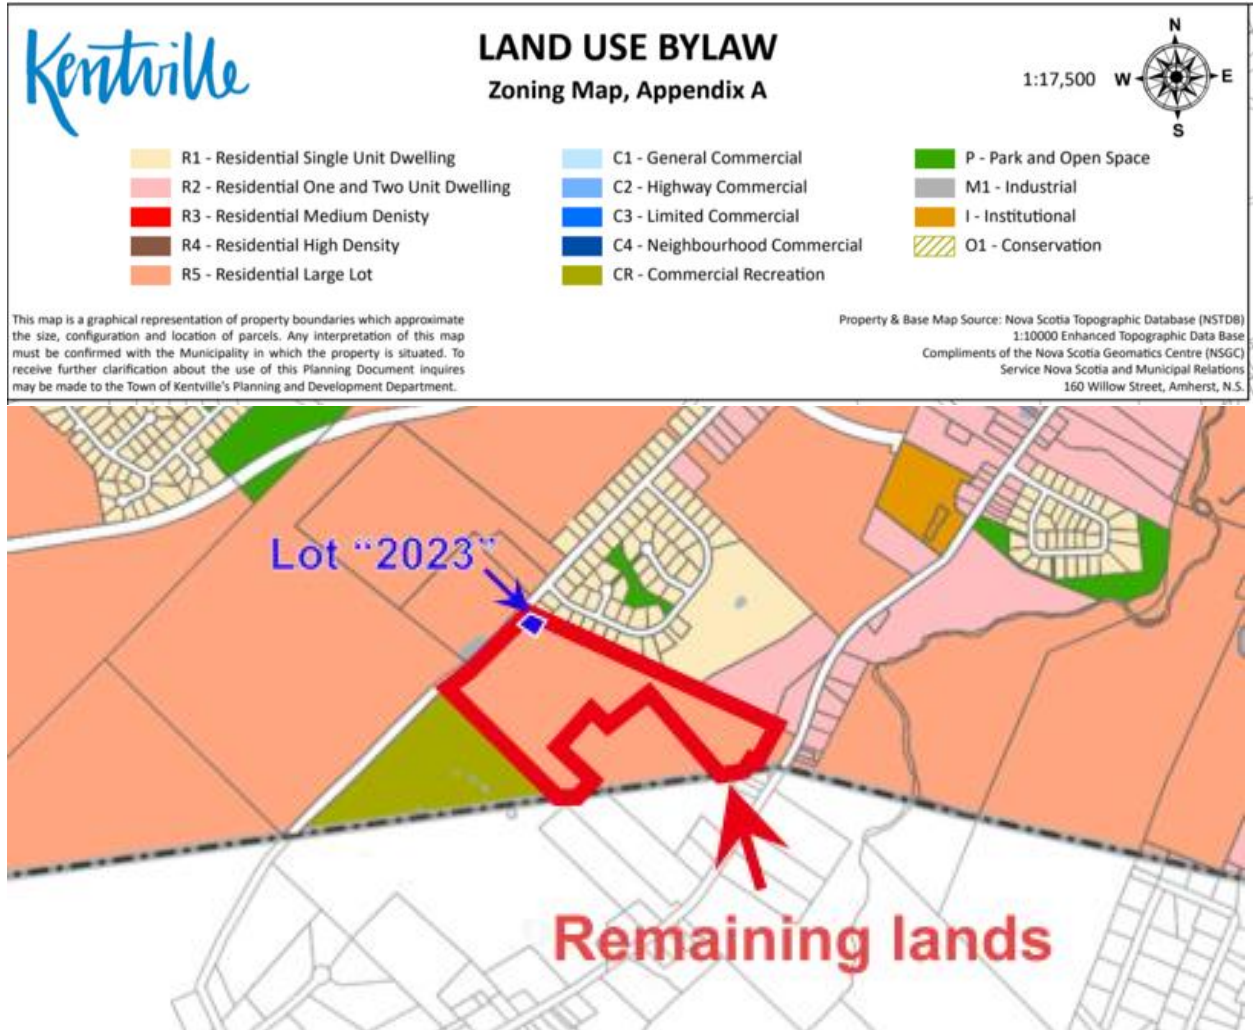 Kentville
LAND USE BYLAW
Zoning Map, Appendix A
1:17,500
N
W
E
S
R1 - Residential Single Unit Dwelling
R2 - Residential One and Two Unit Dwelling
R3 - Residential Medium Denisty
R4 - Residential High Density
R5 - Residential Large Lot
C1 - General Commercial
C2 - Highway Commercial
C3 - Limited Commercial
C4 - Neighbourhood Commercial
CR - Commercial Recreation
P - Park and Open Space
M1 - Industrial
I - Institutional
O1 - Conservation
This map is a graphical representation of property boundaries which approximate
the size, configuration and location of parcels. Any interpretation of this map
must be confirmed with the Municipality in which the property is situated. To
receive further clarification about the use of this Planning Document inquires
may be made to the Town of Kentville's Planning and Development Department.
Property & Base Map Source: Nova Scotia Topographic Database (NSTDB)
1:10000 Enhanced Topographic Data Base
Compliments of the Nova Scotia Geomatics Centre (NSGC)
Service Nova Scotia and Municipal Relations
160 Willow Street, Amherst, N.S.
Lot “2023”
Remaining lands